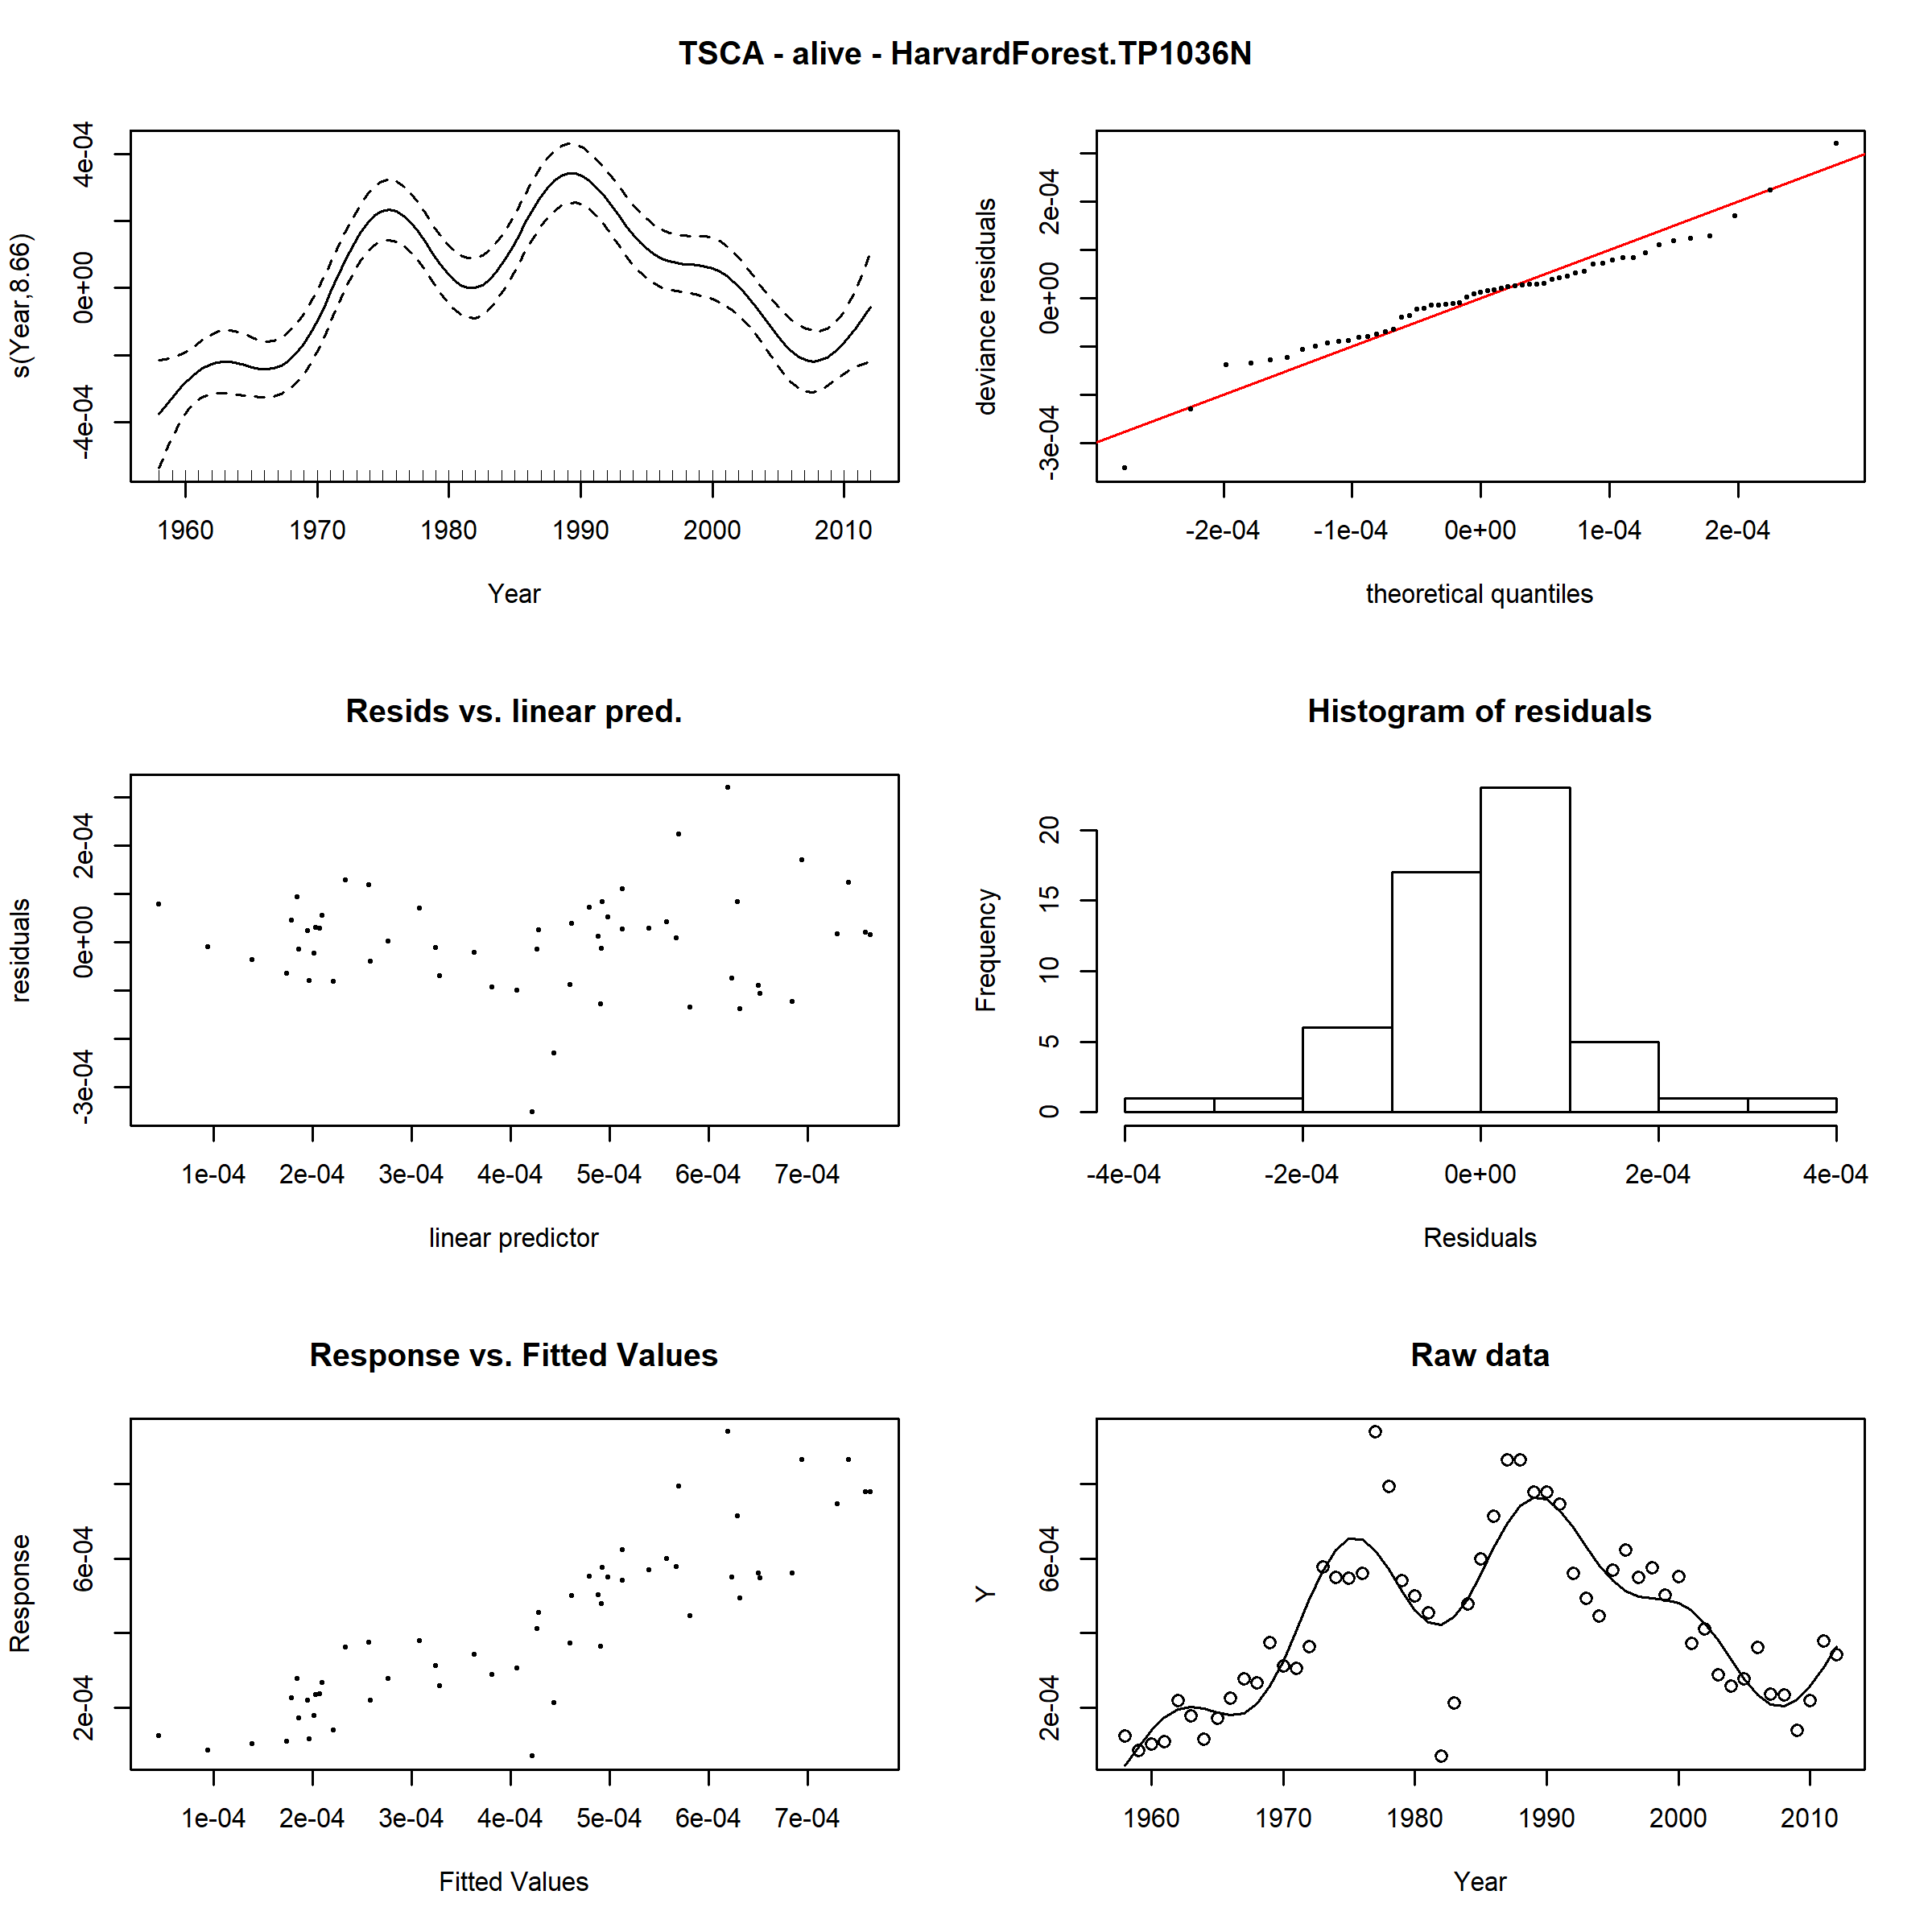 TSCA - alive - HarvardForest.TP1036N
s(Year,8.66)
4e-04
0e+00
-4e-04
1960 1970 1980 1990 2000 2010
Year
deviance residuals
2e-04
0e+00
-3e-04
-2e-04 -1e-04 0e+00 1e-04 2e-04
theoretical quantiles
Resids vs. linear pred.
residuals
2e-04
0e+00
-3e-04
1e-04 2e-04 3e-04 4e-04 5e-04 6e-04 7e-04
linear predictor
Histogram of residuals
Frequency
20
15
10
5
0
-4e-04 -2e-04 0e+00 2e-04 4e-04
Residuals
Response vs. Fitted Values
Response
6e-04
2e-04
1e-04 2e-04 3e-04 4e-04 5e-04 6e-04 7e-04
Fitted Values
Raw data
Y
6e-04
2e-04
1960 1970 1980 1990 2000 2010
Year